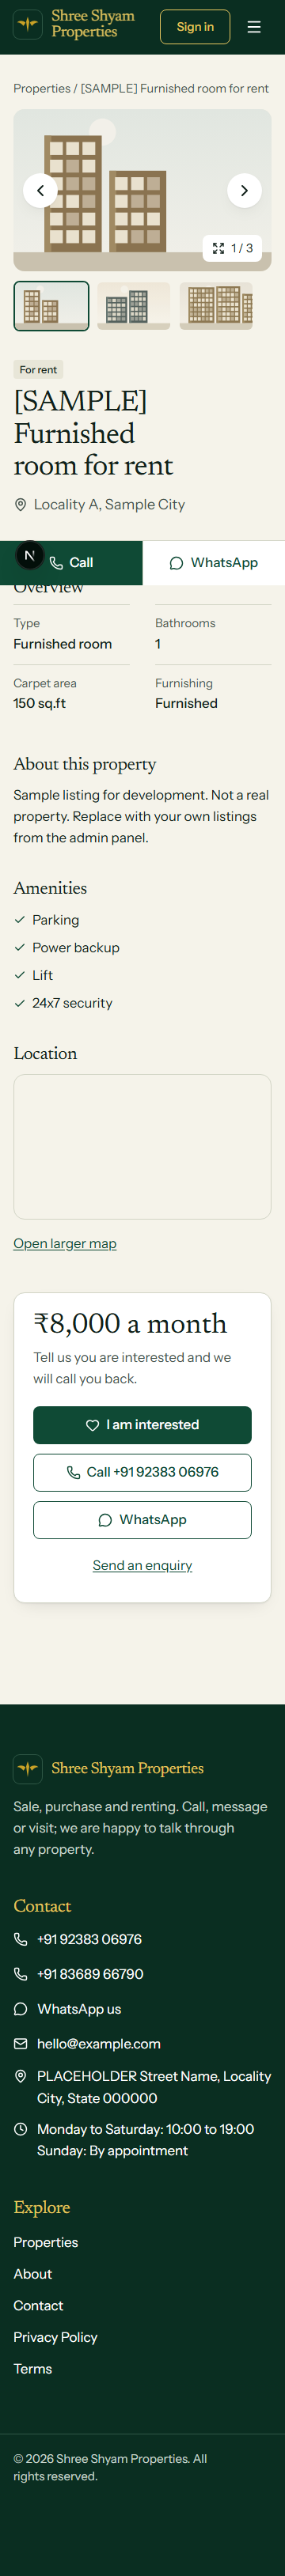 Shree Shyam
Properties
Sign in
Properties / [SAMPLE] Furnished room for rent
1 / 3
For rent
[SAMPLE]
Furnished
room for rent
Locality A, Sample City
N
Call
WhatsApp
Overview
Type
Bathrooms
Furnished room
1
Carpet area
Furnishing
150 sq.ft
Furnished
About this property
Sample listing for development. Not a real
property. Replace with your own listings
from the admin panel.
Amenities
Parking
Power backup
Lift
24x7 security
Location
Open larger map
₹8,000 a month
Tell us you are interested and we
will call you back.
I am interested
Call +91 92383 06976
WhatsApp
Send an enquiry
Shree Shyam Properties
Sale, purchase and renting. Call, message
or visit; we are happy to talk through
any property.
Contact
+91 92383 06976
+91 83689 66790
WhatsApp us
hello@example.com
PLACEHOLDER Street Name, Locality
City, State 000000
Monday to Saturday: 10:00 to 19:00
Sunday: By appointment
Explore
Properties
About
Contact
Privacy Policy
Terms
© 2026 Shree Shyam Properties. All
rights reserved.